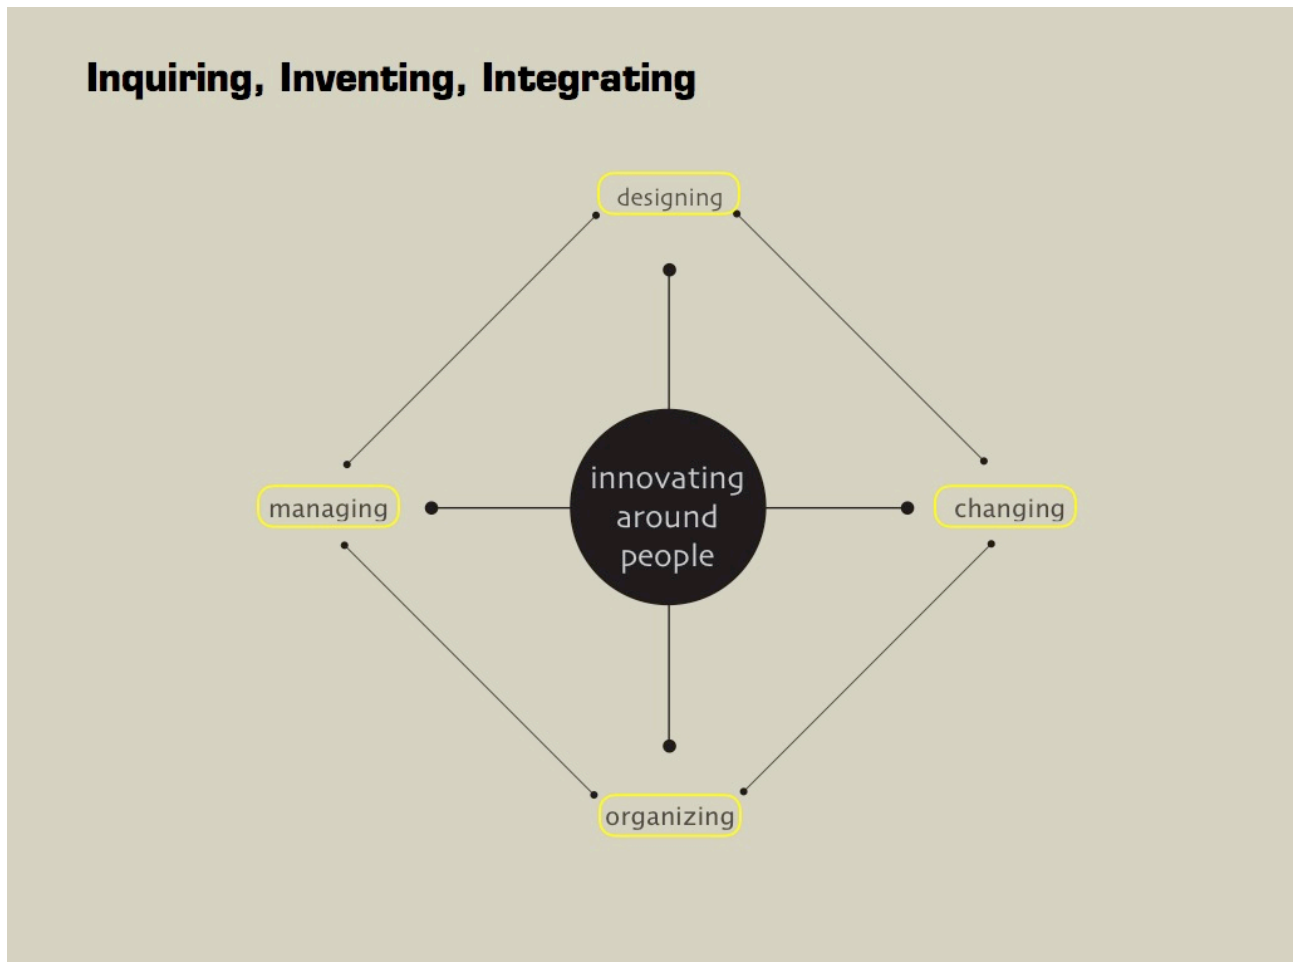 Inquiring, Inventing, Integrating
designing
innovating
around
people
managing
changing
organizing